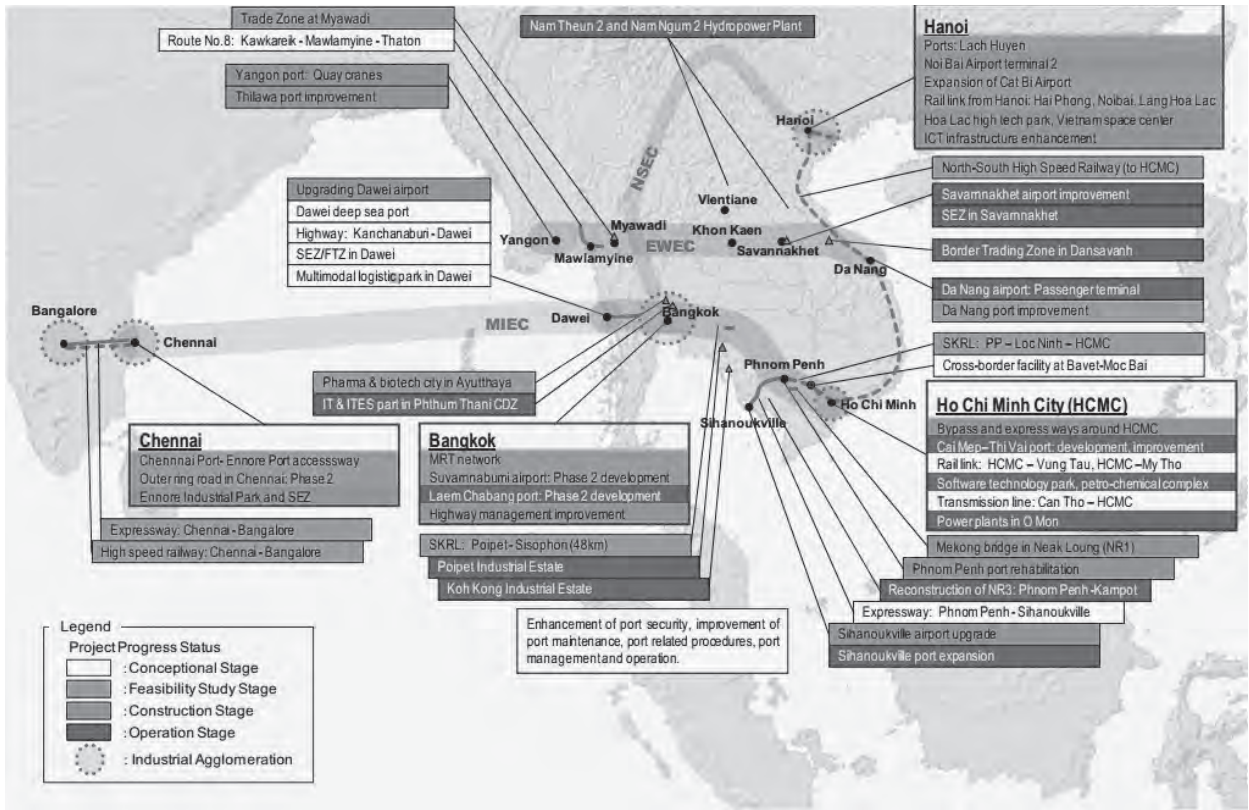 Trade Zone at Myawadi
Route No.8: Kawkareik - Mawlamyine - Thaton
Yangon port: Quay cranes
Thilawa port improvement
Nam Theun 2 and Nam Ngum 2 Hydropower Plant
Hanoi
Ports: Lach Huyen
Noi Bai Airport terminal 2
Expansion of Cat Bi Airport
Rail link from Hanoi: Hai Phong, Noibai, Lang Hoa Lac
Hoa Lac high tech park, Vietnam space center
ICT infrastructure enhancement
North-South High Speed Railway (to HCMC)
Savannakhet airport improvement
SEZ in Savannakhet
Border Trading Zone in Dansavanh
Da Nang airport: Passenger terminal
Da Nang port improvement
SKRL: PP – Loc Ninh – HCMC
Cross-border facility at Bavet-Moc Bai
Upgrading Dawei airport
Dawei deep sea port
Highway: Kanchanaburi - Dawei
SEZ/FTZ in Dawei
Multimodal logistic park in Dawei
Hanoi
NSEC
Vientiane
Myawadi
Khon Kaen
Yangon
EWEC
Savannakhet
Mawlamyine
Da Nang
Bangalore
Chennai
MIEC
Dawei
Bangkok
Phnom Penh
Ho Chi Minh
Sihanoukville
Pharma & biotech city in Ayutthaya
IT & ITES part in Phthum Thani CDZ
Chennai
Chennnai Port- Ennore Port accessway
Outer ring road in Chennai: Phase 2
Ennore Industrial Park and SEZ
Expressway: Chennai - Bangalore
High speed railway: Chennai - Bangalore
Bangkok
MRT network
Suvarnabumi airport: Phase 2 development
Laem Chabang port: Phase 2 development
Highway management improvement
SKRL: Poipet - Sisophon (48km)
Poipet Industrial Estate
Koh Kong Industrial Estate
Ho Chi Minh City (HCMC)
Bypass and express ways around HCMC
Cai Mep–Thi Vai port: development, improvement
Rail link: HCMC – Vung Tau, HCMC –My Tho
Software technology park, petro-chemical complex
Transmission line: Can Tho – HCMC
Power plants in O Mon
Mekong bridge in Neak Loung (NR1)
Phnom Penh port rehabilitation
Reconstruction of NR3: Phnom Penh -Kampot
Expressway: Phnom Penh - Sihanoukville
Sihanoukville airport upgrade
Sihanoukville port expansion
Enhancement of port security, improvement of
port maintenance, port related procedures, port
management and operation.
Legend
Project Progress Status
: Conceptional Stage
: Feasibility Study Stage
: Construction Stage
: Operation Stage
: Industrial Agglomeration